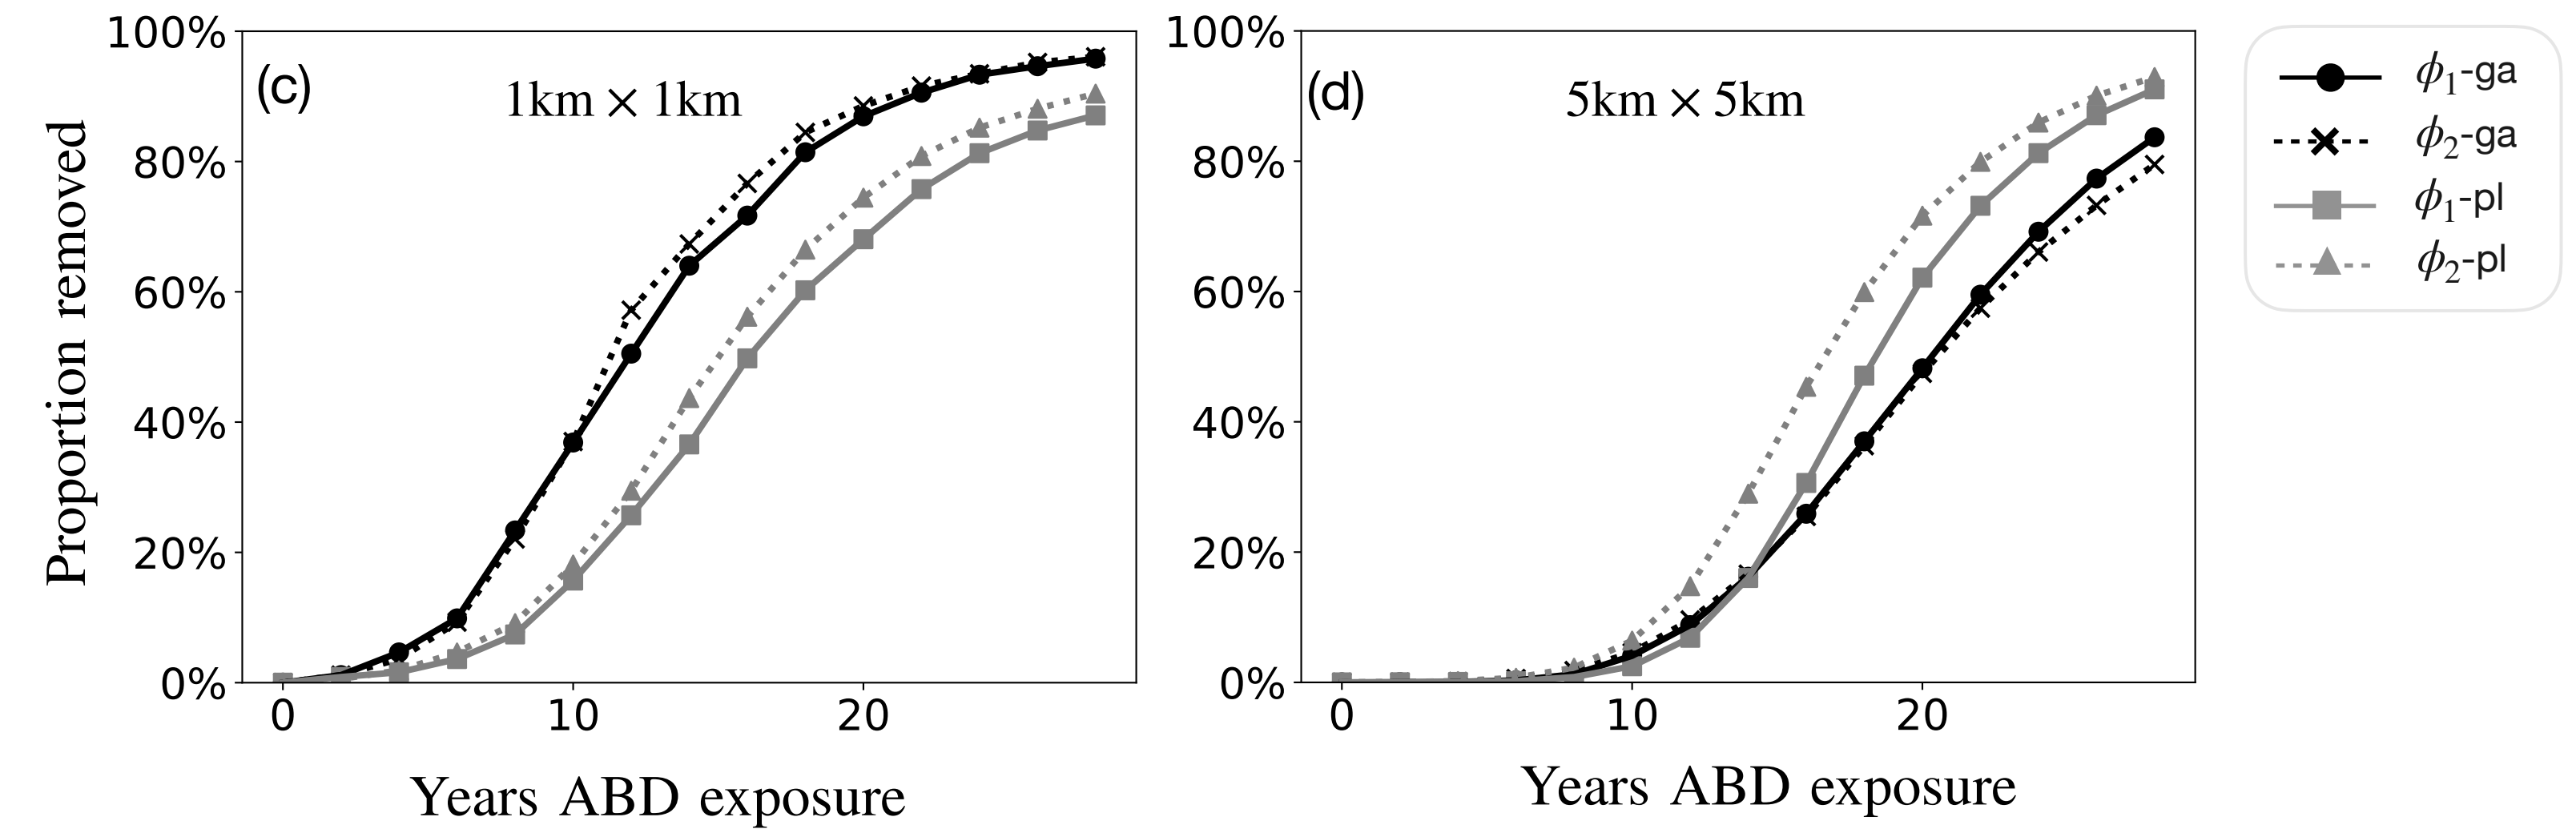 Proportion removed
100%
80%
60%
40%
20%
0%
(c)
1km × 1km
0 10 20
Years ABD exposure
100%
80%
60%
40%
20%
0%
(d)
5km × 5km
0 10 20
Years ABD exposure
ϕ₁-ga
ϕ₂-ga
ϕ₁-pl
ϕ₂-pl